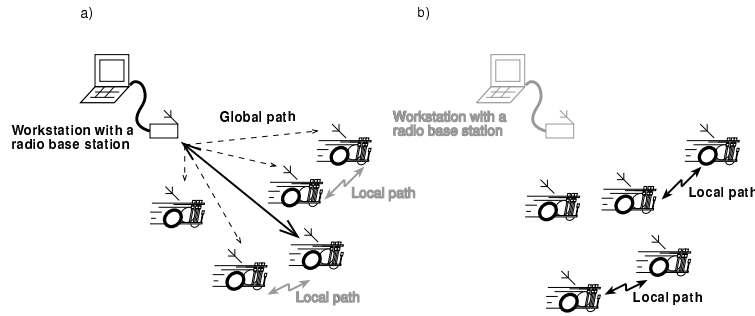 a)
Global path
Workstation with a
radio base station
Local path
Local path
b)
Workstation with a
radio base station
Local path
Local path